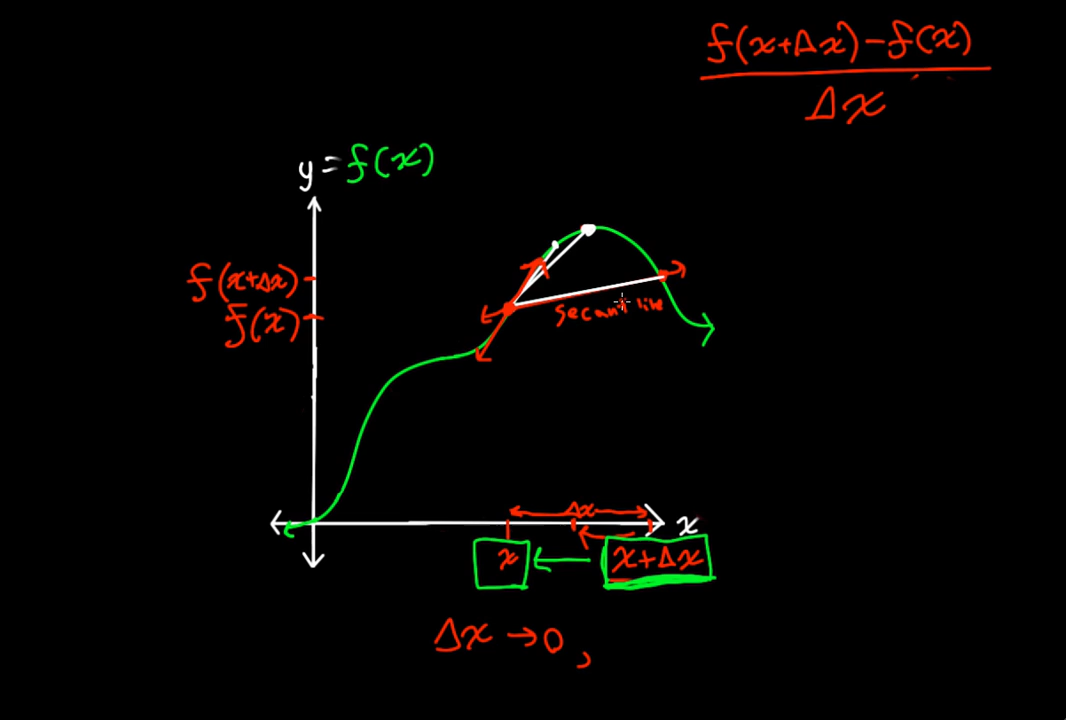 f(x+Δx)-f(x)
Δx
y=f(x)
f(x+Δx)
f(x)
Secant line
Δx
x
x
x+Δx
Δx→0,